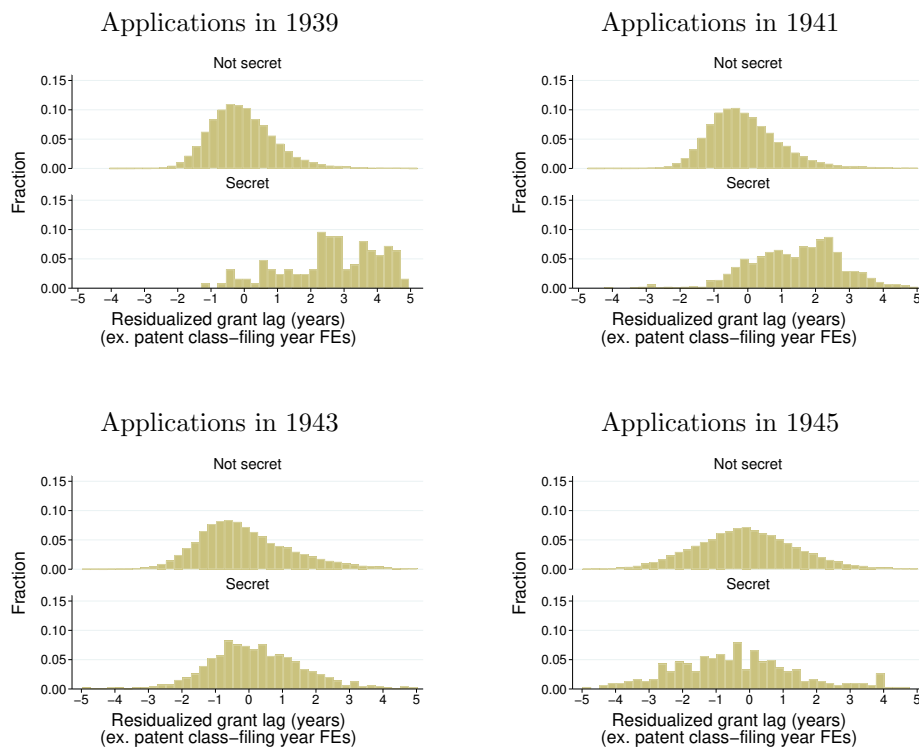 Applications in 1939
Not secret
0.15
0.10
0.05
0.00
Secret
0.15
0.10
0.05
0.00
Fraction
−5 −4 −3 −2 −1 0 1 2 3 4 5
Residualized grant lag (years)
(ex. patent class−filing year FEs)
Applications in 1941
Not secret
0.15
0.10
0.05
0.00
Secret
0.15
0.10
0.05
0.00
Fraction
−5 −4 −3 −2 −1 0 1 2 3 4 5
Residualized grant lag (years)
(ex. patent class−filing year FEs)
Applications in 1943
Not secret
0.15
0.10
0.05
0.00
Secret
0.15
0.10
0.05
0.00
Fraction
−5 −4 −3 −2 −1 0 1 2 3 4 5
Residualized grant lag (years)
(ex. patent class−filing year FEs)
Applications in 1945
Not secret
0.15
0.10
0.05
0.00
Secret
0.15
0.10
0.05
0.00
Fraction
−5 −4 −3 −2 −1 0 1 2 3 4 5
Residualized grant lag (years)
(ex. patent class−filing year FEs)